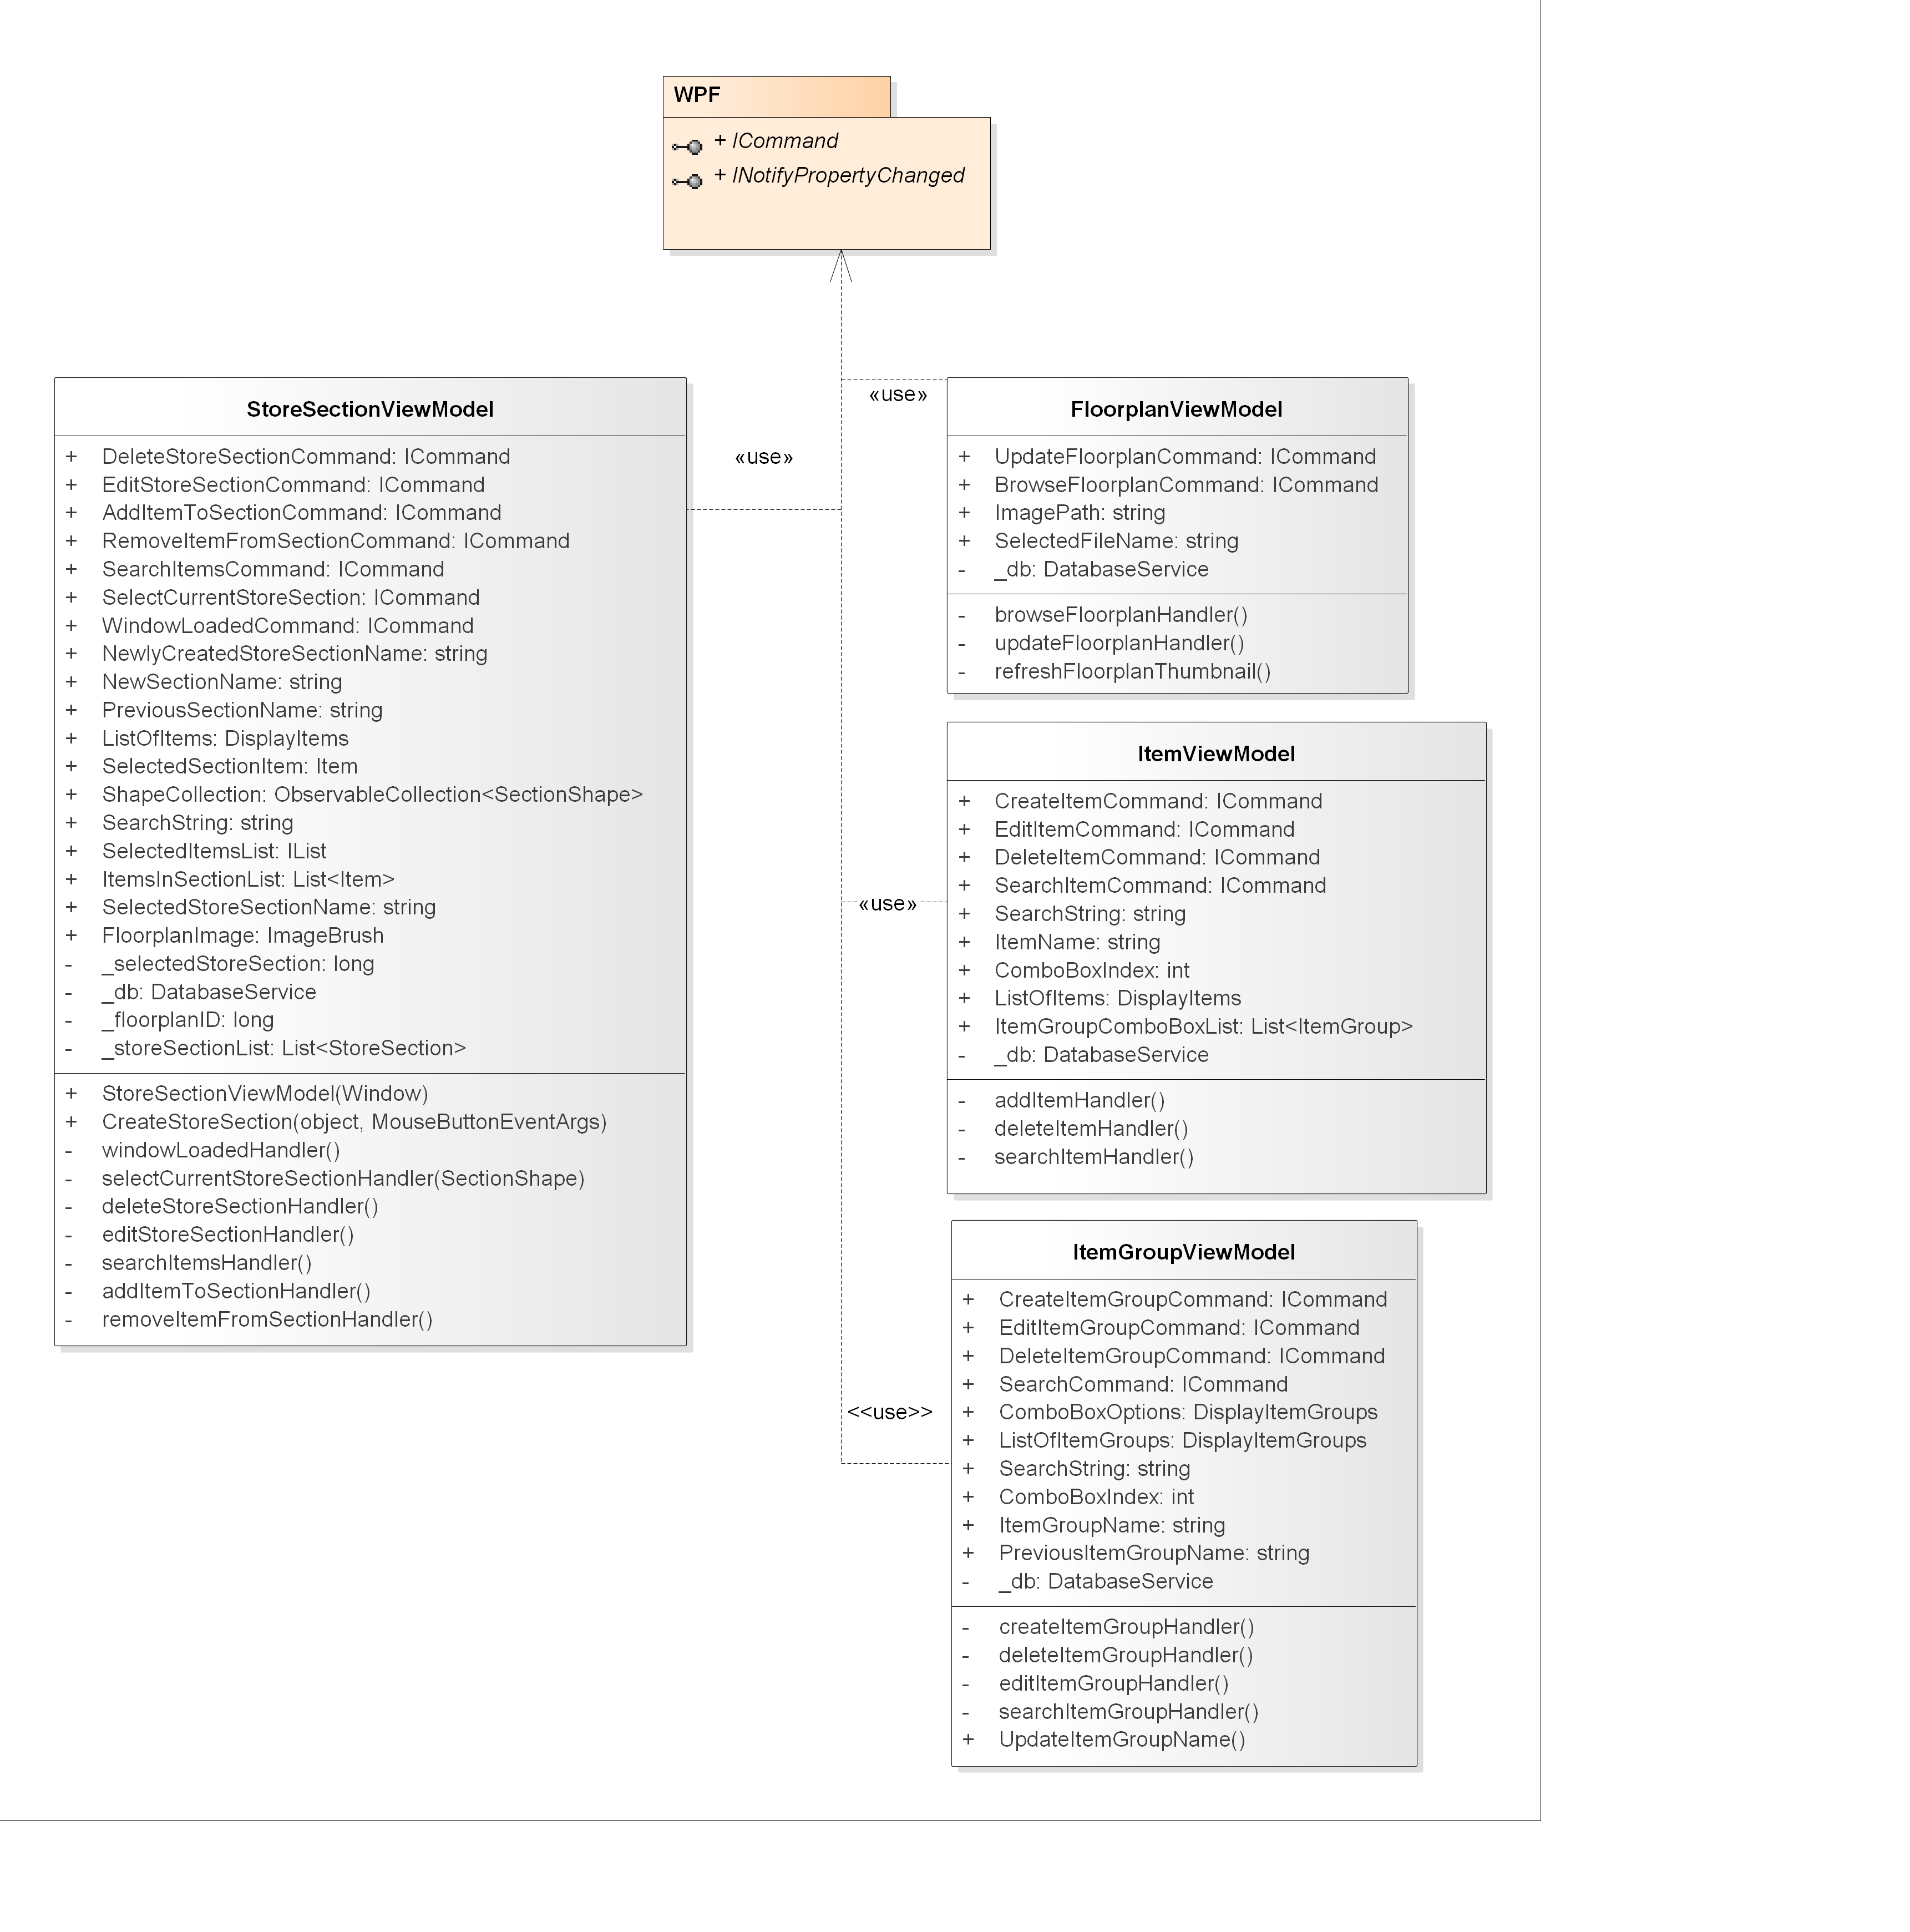 WPF
+ ICommand
+ INotifyPropertyChanged
StoreSectionViewModel
+ DeleteStoreSectionCommand: ICommand
+ EditStoreSectionCommand: ICommand
+ AddItemToSectionCommand: ICommand
+ RemoveItemFromSectionCommand: ICommand
+ SearchItemsCommand: ICommand
+ SelectCurrentStoreSection: ICommand
+ WindowLoadedCommand: ICommand
+ NewlyCreatedStoreSectionName: string
+ NewSectionName: string
+ PreviousSectionName: string
+ ListOfItems: DisplayItems
+ SelectedSectionItem: Item
+ ShapeCollection: ObservableCollection<SectionShape>
+ SearchString: string
+ SelectedItemsList: IList
+ ItemsInSectionList: List<Item>
+ SelectedStoreSectionName: string
+ FloorplanImage: ImageBrush
- _selectedStoreSection: long
- _db: DatabaseService
- _floorplanID: long
- _storeSectionList: List<StoreSection>
+ StoreSectionViewModel(Window)
+ CreateStoreSection(object, MouseButtonEventArgs)
- windowLoadedHandler()
- selectCurrentStoreSectionHandler(SectionShape)
- deleteStoreSectionHandler()
- editStoreSectionHandler()
- searchItemsHandler()
- addItemToSectionHandler()
- removeItemFromSectionHandler()
«use»
«use»
FloorplanViewModel
+ UpdateFloorplanCommand: ICommand
+ BrowseFloorplanCommand: ICommand
+ ImagePath: string
+ SelectedFileName: string
- _db: DatabaseService
- browseFloorplanHandler()
- updateFloorplanHandler()
- refreshFloorplanThumbnail()
«use»
ItemViewModel
+ CreateItemCommand: ICommand
+ EditItemCommand: ICommand
+ DeleteItemCommand: ICommand
+ SearchItemCommand: ICommand
+ SearchString: string
+ ItemName: string
+ ComboBoxIndex: int
+ ListOfItems: DisplayItems
+ ItemGroupComboBoxList: List<ItemGroup>
- _db: DatabaseService
- addItemHandler()
- deleteItemHandler()
- searchItemHandler()
<<use>>
ItemGroupViewModel
+ CreateItemGroupCommand: ICommand
+ EditItemGroupCommand: ICommand
+ DeleteItemGroupCommand: ICommand
+ SearchCommand: ICommand
+ ComboBoxOptions: DisplayItemGroups
+ ListOfItemGroups: DisplayItemGroups
+ SearchString: string
+ ComboBoxIndex: int
+ ItemGroupName: string
+ PreviousItemGroupName: string
- _db: DatabaseService
- createItemGroupHandler()
- deleteItemGroupHandler()
- editItemGroupHandler()
- searchItemGroupHandler()
+ UpdateItemGroupName()